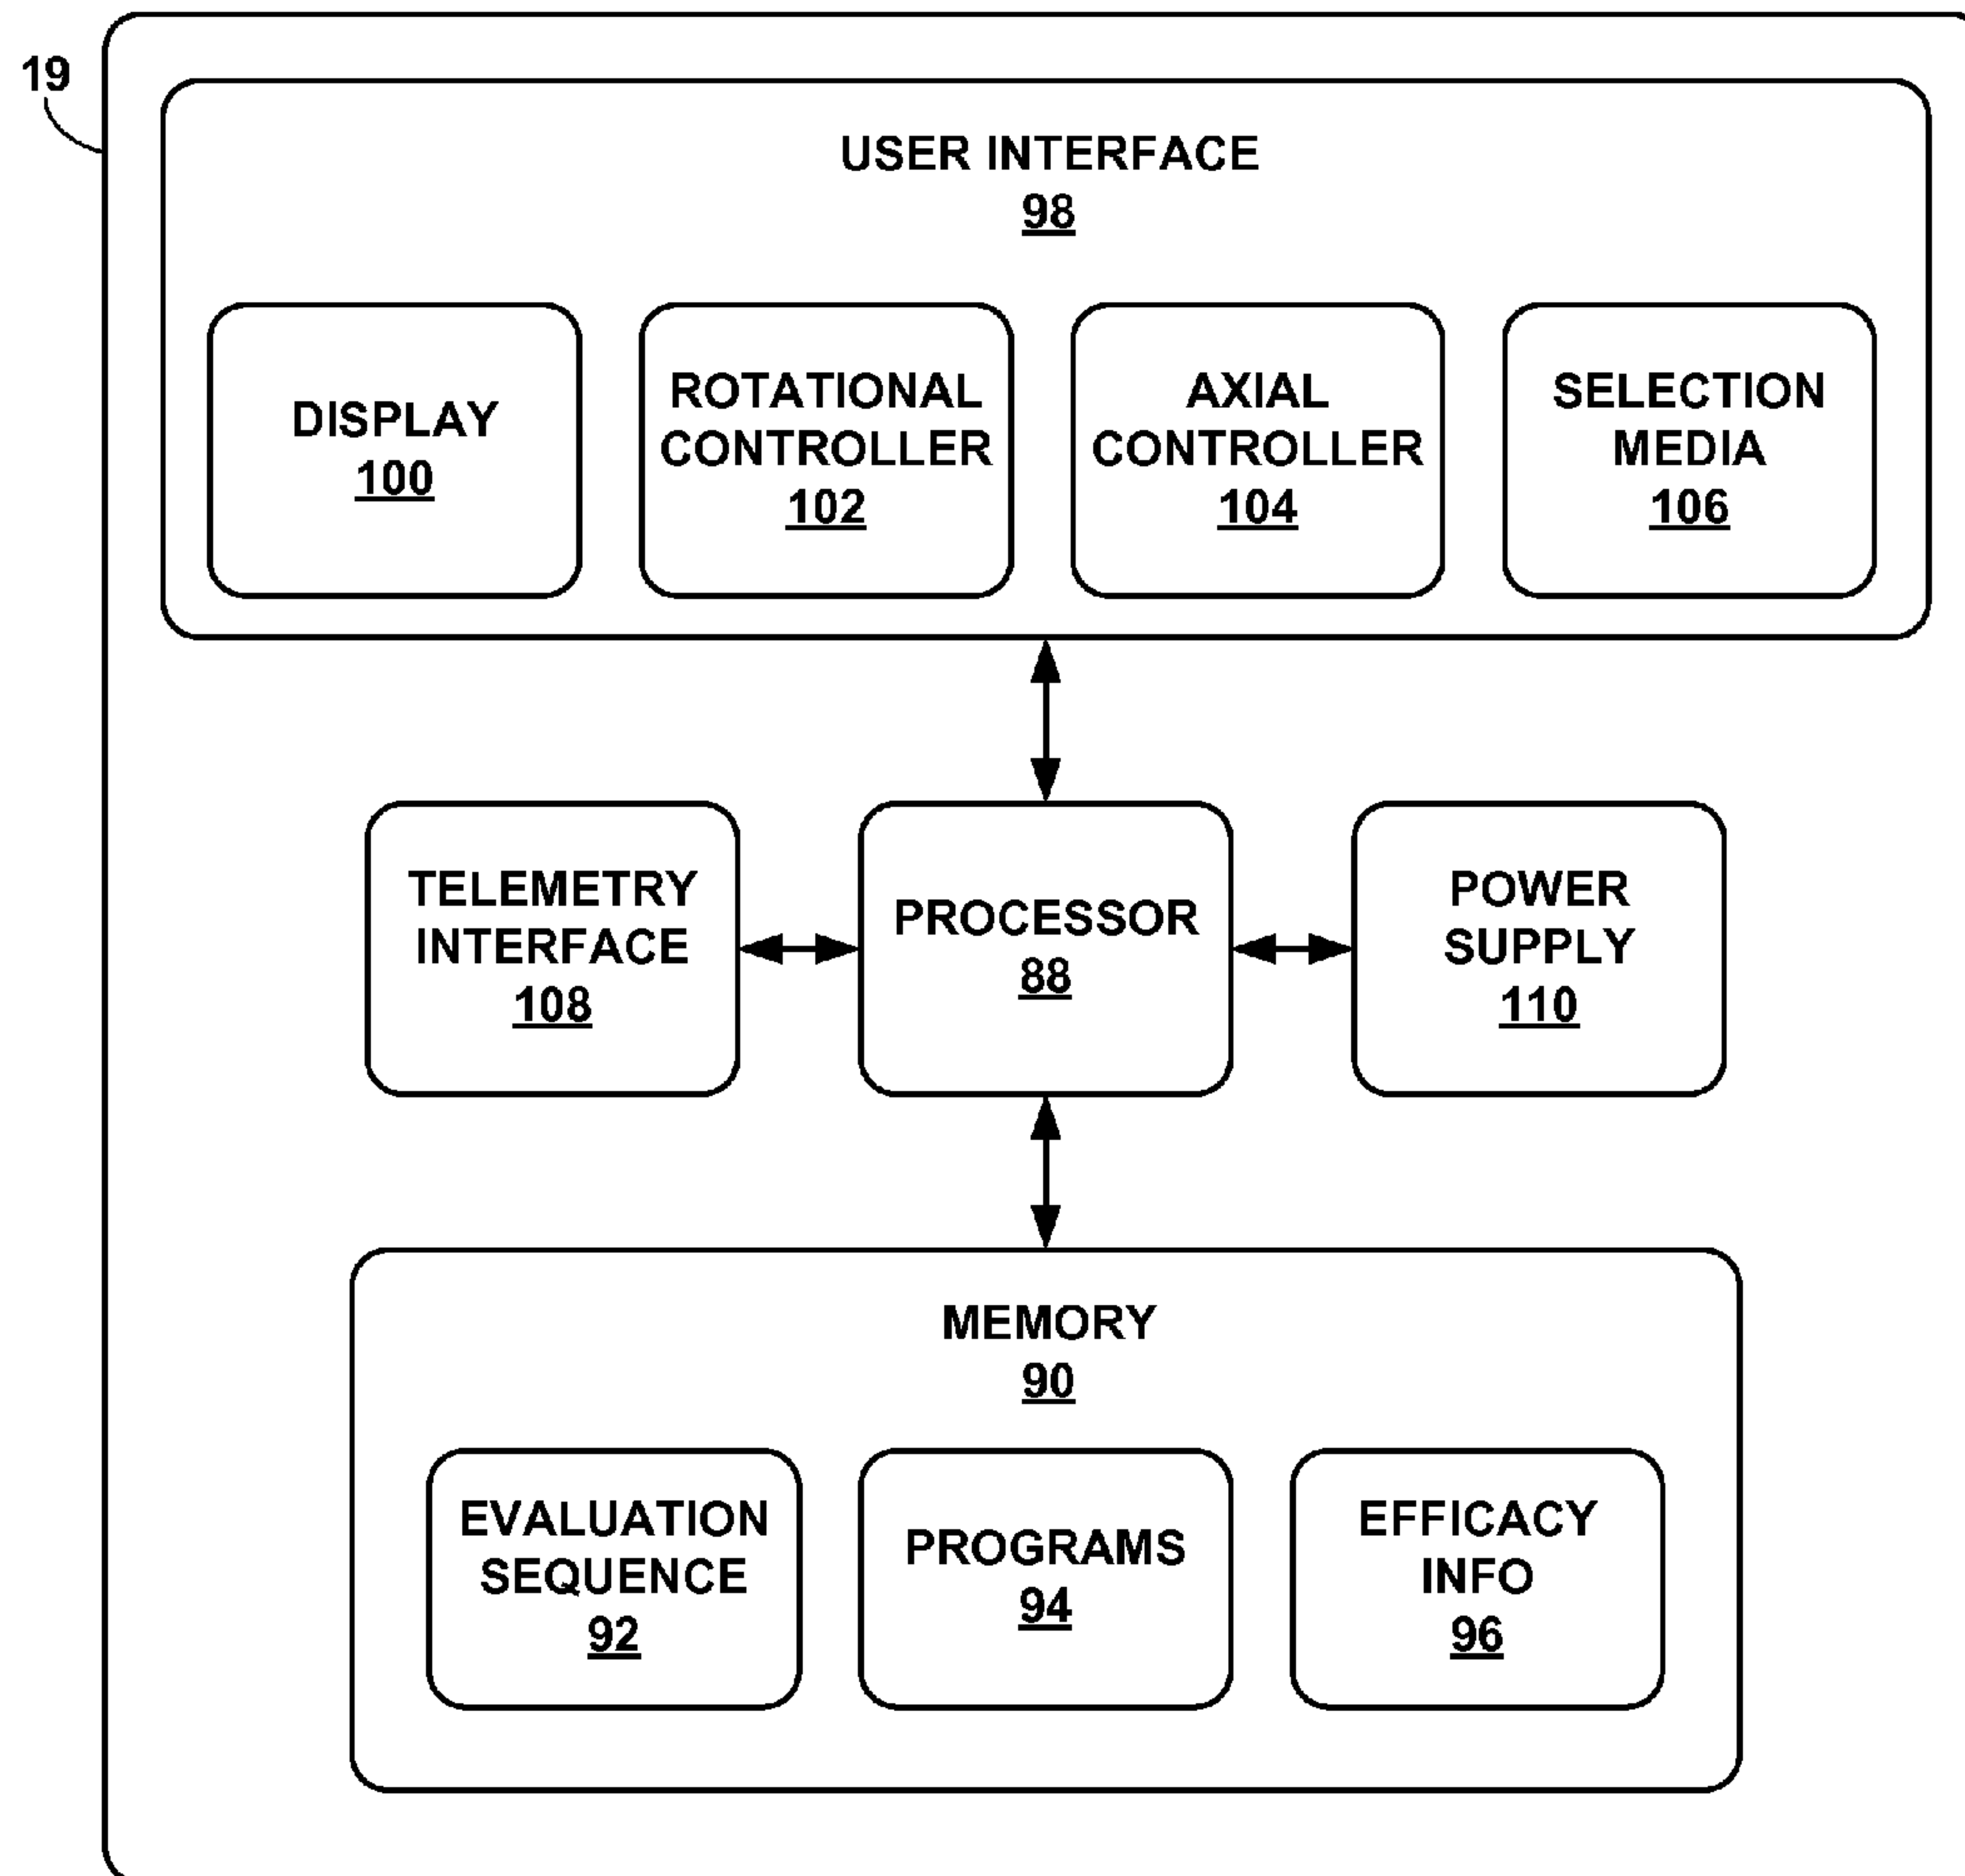 19
USER INTERFACE
98
DISPLAY
100
ROTATIONAL
CONTROLLER
102
AXIAL
CONTROLLER
104
SELECTION
MEDIA
106
TELEMETRY
INTERFACE
108
PROCESSOR
88
POWER
SUPPLY
110
MEMORY
90
EVALUATION
SEQUENCE
92
PROGRAMS
94
EFFICACY
INFO
96